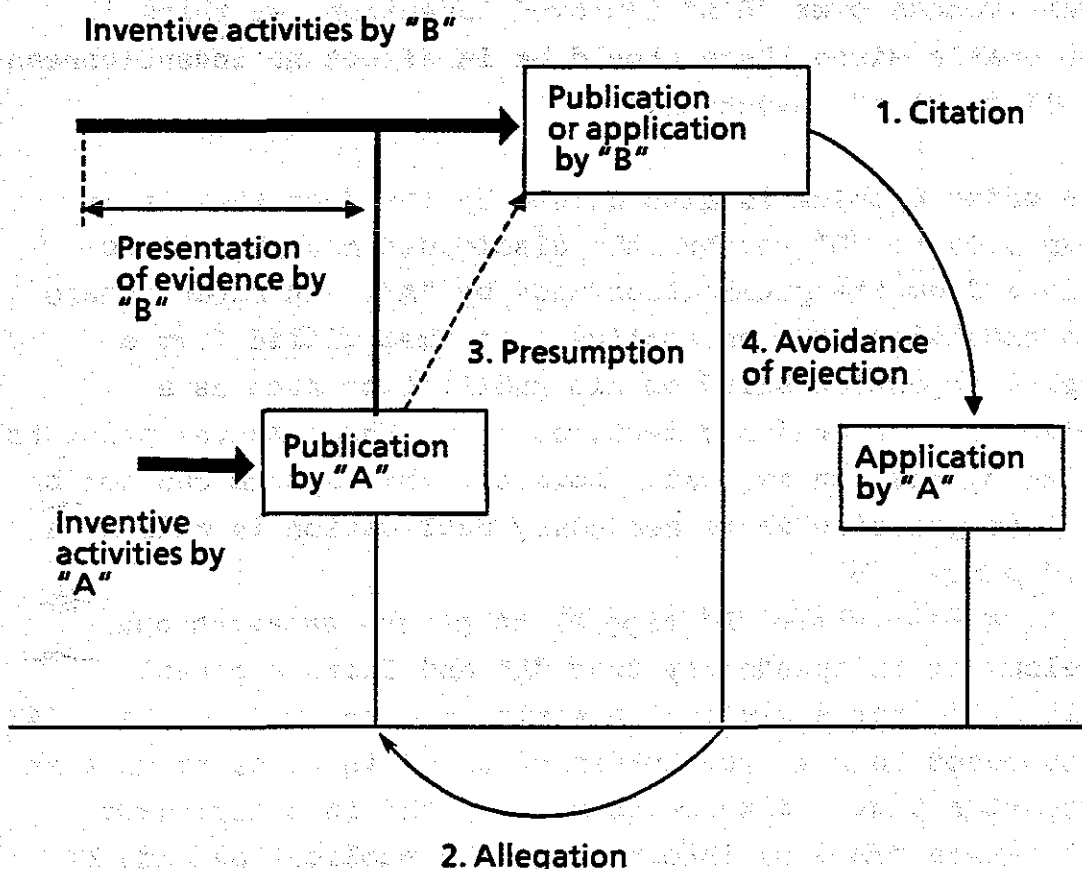 Inventive activities by "B"
Publication
or application
by "B"
1. Citation
Presentation
of evidence by
"B"
3. Presumption
4. Avoidance
of rejection
Publication
by "A"
Application
by "A"
Inventive
activities by
"A"
2. Allegation